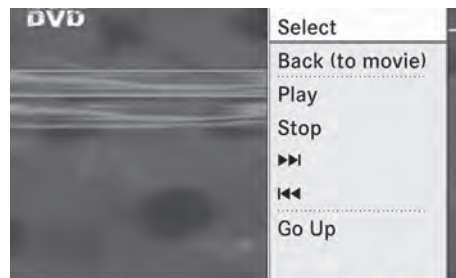 DVD
Select
Back (to movie)
Play
Stop
▶▶I
I◀◀
Go Up